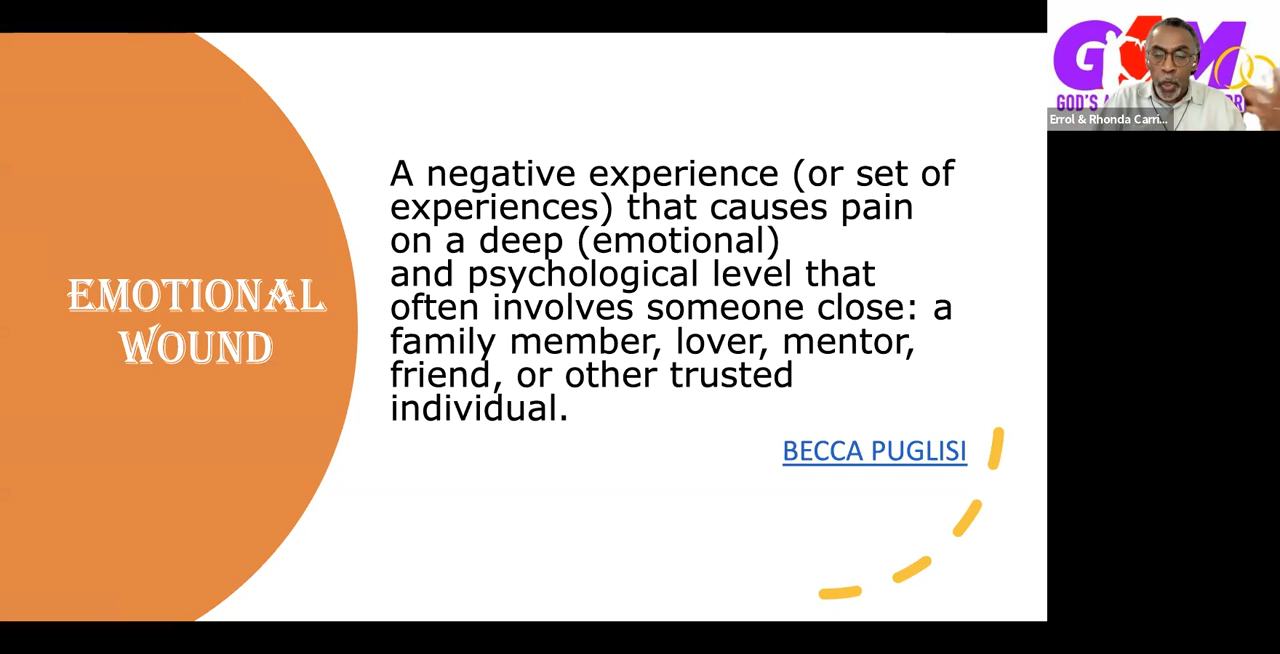 EMOTIONAL
WOUND
A negative experience (or set of
experiences) that causes pain
on a deep (emotional)
and psychological level that
often involves someone close: a
family member, lover, mentor,
friend, or other trusted
individual.
BECCA PUGLISI
G4M
GOD'S
Errol & Rhonda Carri...